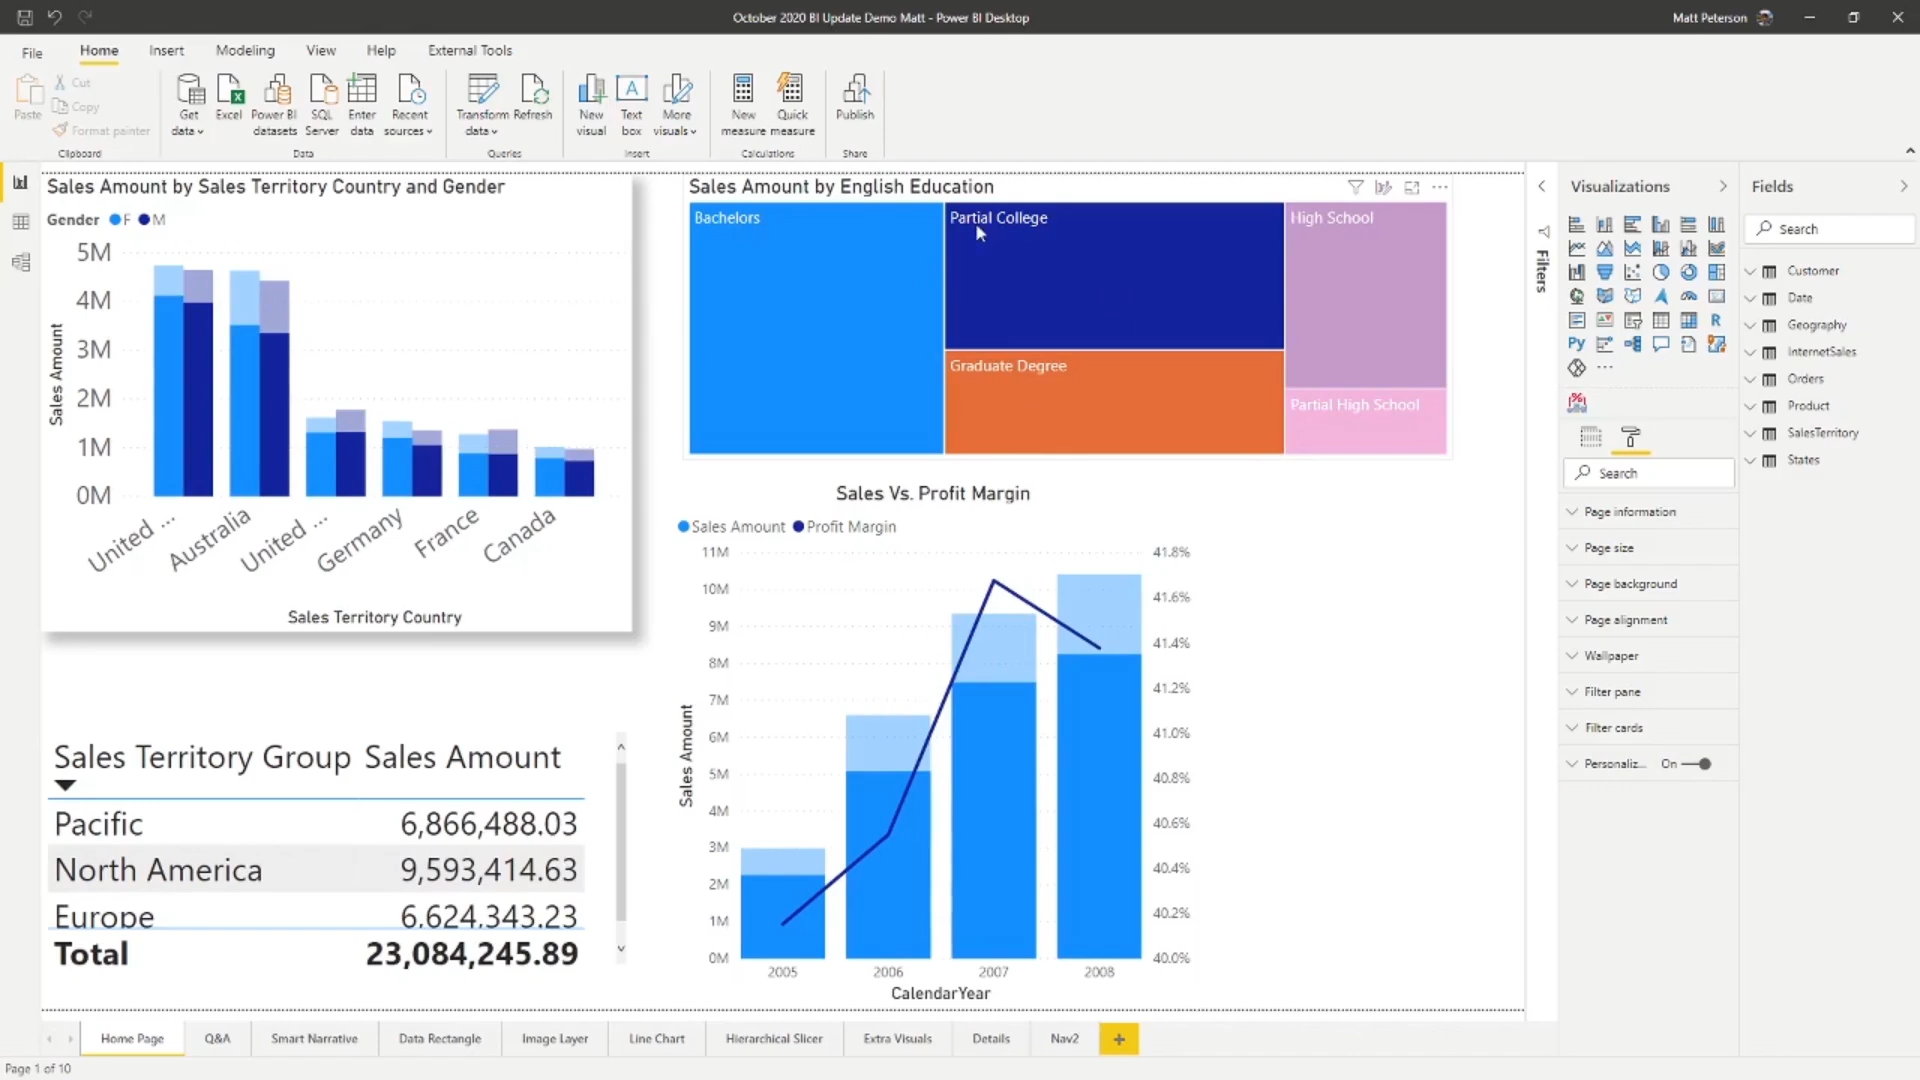 October 2020 BI Update Demo Matt - Power BI Desktop
Matt Peterson
File Home Insert Modeling View Help External Tools
Paste
Cut
Copy
Format painter
Get data
Excel
Power BI datasets
SQL Server
Enter data
Recent sources
Transform data
Refresh
New visual
Text box
More visuals
New measure
Quick measure
Publish
Clipboard Data Queries Insert Calculations Share
Sales Amount by Sales Territory Country and Gender
Gender F M
5M
4M
3M
2M
1M
0M
Sales Amount
United ... Australia United ... Germany France Canada
Sales Territory Country
Sales Amount by English Education
Bachelors
Partial College
High School
Graduate Degree
Partial High School
Sales Territory Group Sales Amount
Pacific 6,866,488.03
North America 9,593,414.63
Europe 6,624,343.23
Total 23,084,245.89
Sales Vs. Profit Margin
Sales Amount Profit Margin
11M 41.8%
10M 41.6%
9M
8M 41.4%
7M 41.2%
6M 41.0%
5M 40.8%
4M 40.6%
3M 40.4%
2M
1M 40.2%
0M 40.0%
Sales Amount
2005 2006 2007 2008
CalendarYear
Filters
Visualizations
R
Py
Search
Page information
Page size
Page background
Page alignment
Wallpaper
Filter pane
Filter cards
Personaliz... On
Fields
Search
Customer
Date
Geography
InternetSales
Orders
Product
SalesTerritory
States
Home Page Q&A Smart Narrative Data Rectangle Image Layer Line Chart Hierarchical Slicer Extra Visuals Details Nav2 +
Page 1 of 10